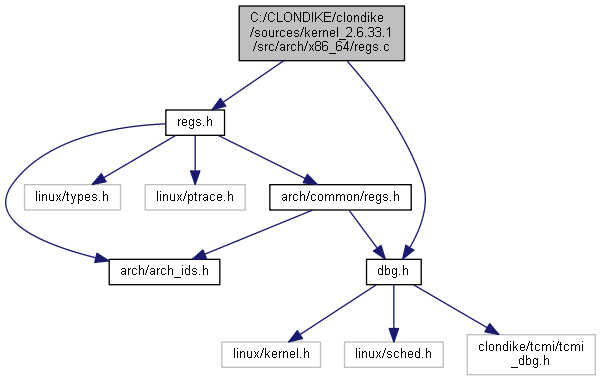 C:/CLONDIKE/clondike
/sources/kernel_2.6.33.1
/src/arch/x86_64/regs.c
regs.h
linux/types.h
linux/ptrace.h
arch/common/regs.h
arch/arch_ids.h
dbg.h
linux/kernel.h
linux/sched.h
clondike/tcmi/tcmi
_dbg.h